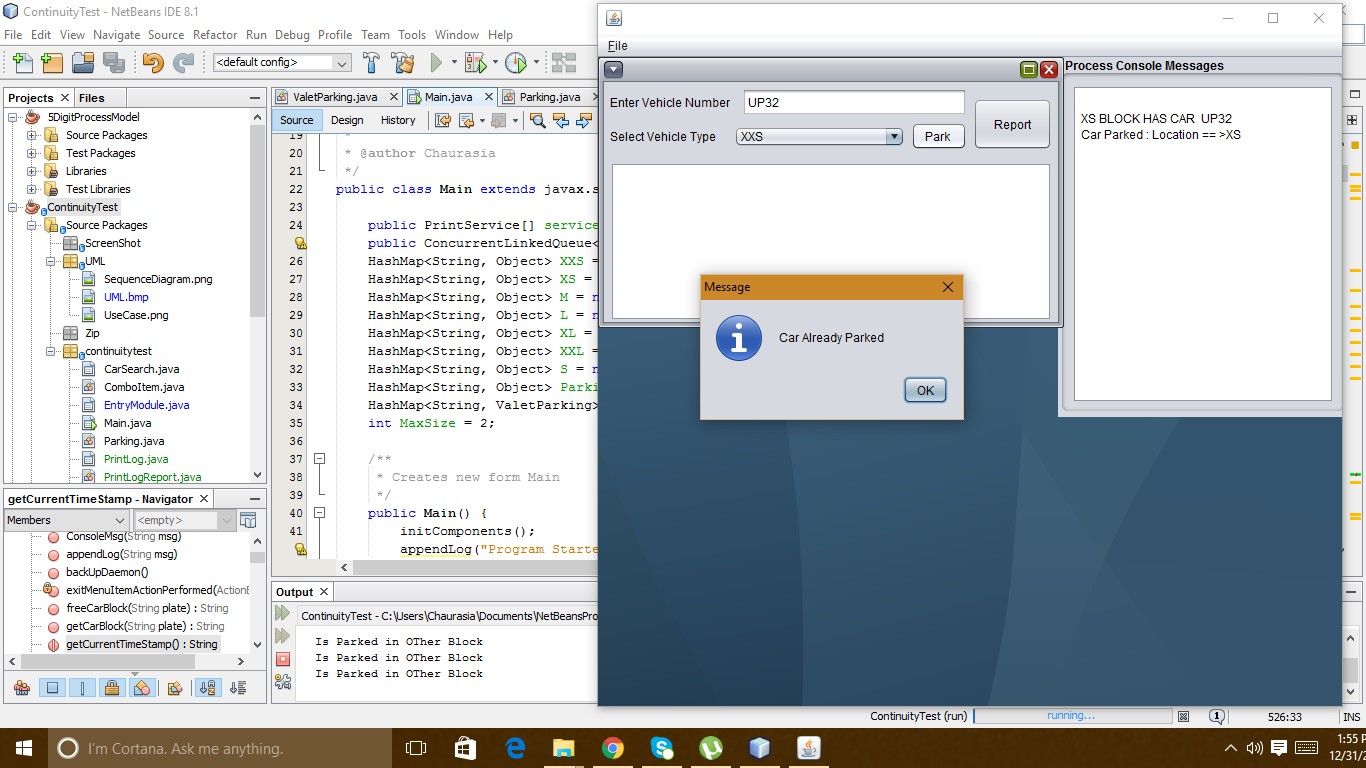 ContinuityTest - NetBeans IDE 8.1
File Edit View Navigate Source Refactor Run Debug Profile Team Tools Window Help
<default config>
Projects
Files
5DigitProcessModel
Source Packages
Test Packages
Libraries
Test Libraries
ContinuityTest
Source Packages
ScreenShot
UML
SequenceDiagram.png
UML.bmp
UseCase.png
Zip
continuitytest
CarSearch.java
ComboItem.java
EntryModule.java
Main.java
Parking.java
PrintLog.java
PrintLogReport.java
getCurrentTimeStamp - Navigator
Members
<empty>
ConsoleMsg(String msg)
appendLog(String msg)
backUpDaemon()
exitMenuItemActionPerformed(ActionE
freeCarBlock(String plate) : String
getCarBlock(String plate) : String
getCurrentTimeStamp() : String
ValetParking.java
Main.java
Parking.java
Source Design History
19 *
20 * @author Chaurasia
21 */
22 public class Main extends javax.s
23
24 public PrintService[] service
public ConcurrentLinkedQueue<
26 HashMap<String, Object> XXS =
27 HashMap<String, Object> XS =
28 HashMap<String, Object> M = n
29 HashMap<String, Object> L = n
30 HashMap<String, Object> XL =
31 HashMap<String, Object> XXL =
32 HashMap<String, Object> S = n
33 HashMap<String, Object> Parki
34 HashMap<String, ValetParking>
35 int MaxSize = 2;
36
37 /**
38 * Creates new form Main
39 */
40 public Main() {
41 initComponents();
appendLog("Program Starte
Output
ContinuityTest - C:\Users\Chaurasia\Documents\NetBeansPro
Is Parked in OTher Block
Is Parked in OTher Block
Is Parked in OTher Block
File
Enter Vehicle Number
UP32
Report
Select Vehicle Type
XXS
Park
Process Console Messages
XS BLOCK HAS CAR UP32
Car Parked : Location == >XS
Message
Car Already Parked
OK
ContinuityTest (run)
running...
526:33
INS
I'm Cortana. Ask me anything.
1:55 P
12/31/2